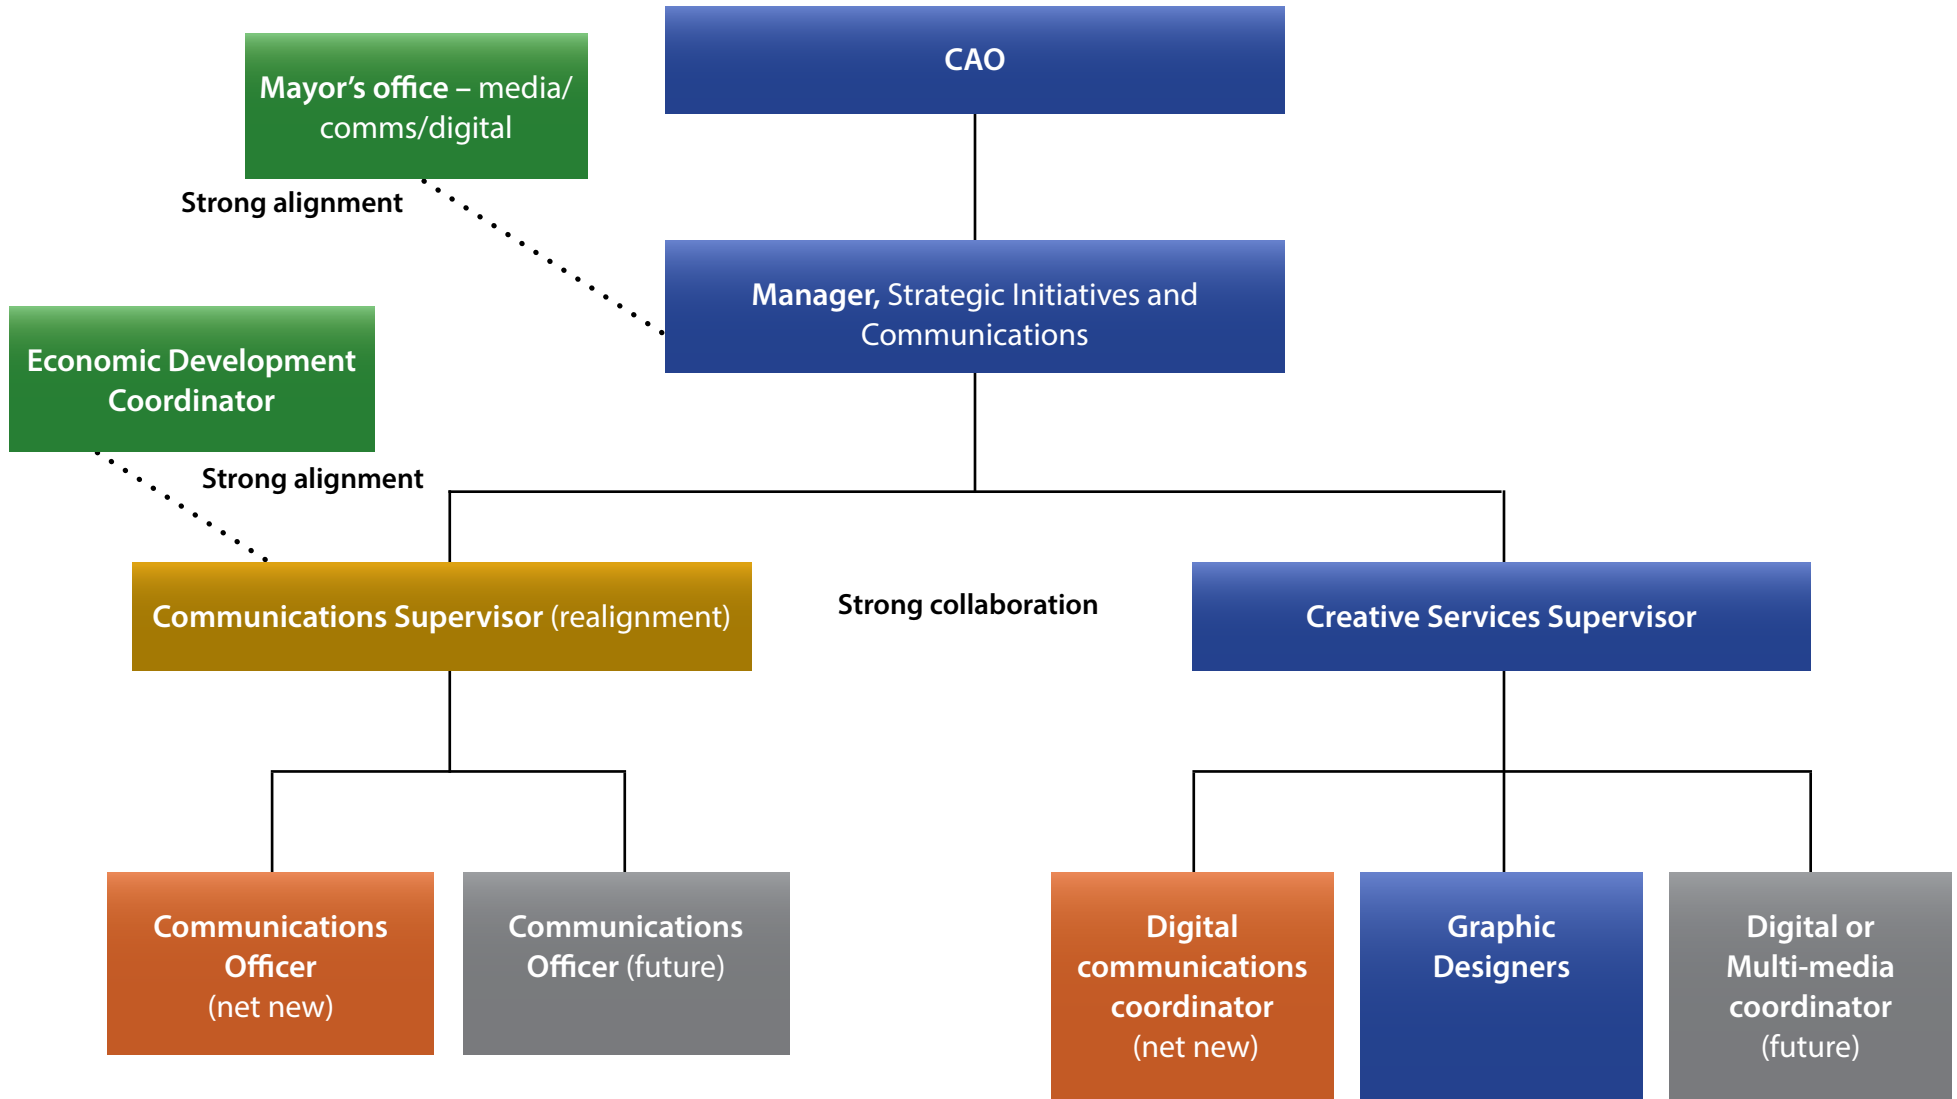 CAO
Mayor’s office – media/
comms/digital
Strong alignment
Manager, Strategic Initiatives and
Communications
Economic Development
Coordinator
Strong alignment
Communications Supervisor (realignment)
Strong collaboration
Creative Services Supervisor
Communications
Officer
(net new)
Communications
Officer (future)
Digital
communications
coordinator
(net new)
Graphic
Designers
Digital or
Multi-media
coordinator
(future)